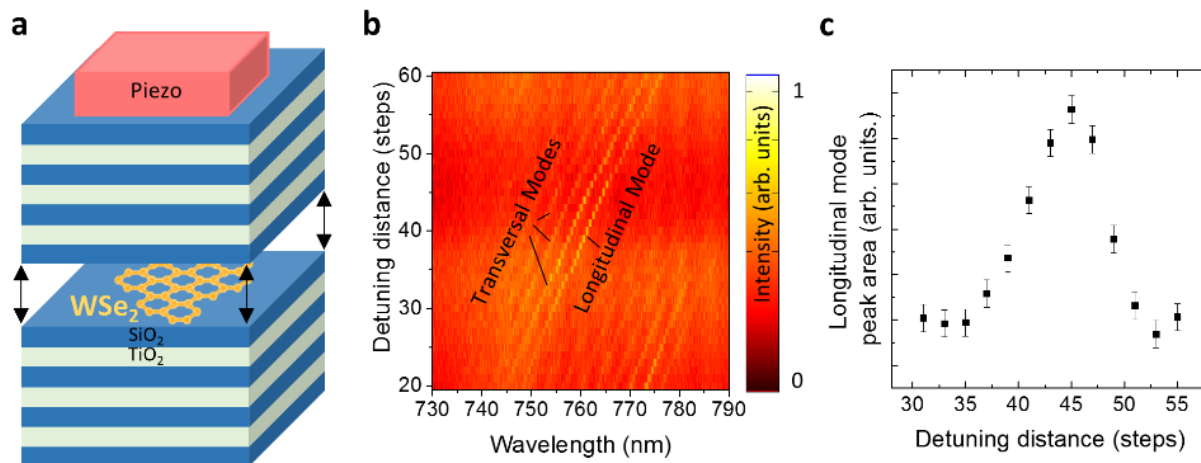 a
Piezo
WSe₂
SiO₂
TiO₂
b
Detuning distance (steps)
60
50
40
30
20
730 740 750 760 770 780 790
Wavelength (nm)
Transversal Modes
Longitudinal Mode
Intensity (arb. units)
1
0
c
Longitudinal mode
peak area (arb. units.)
30 35 40 45 50 55
Detuning distance (steps)